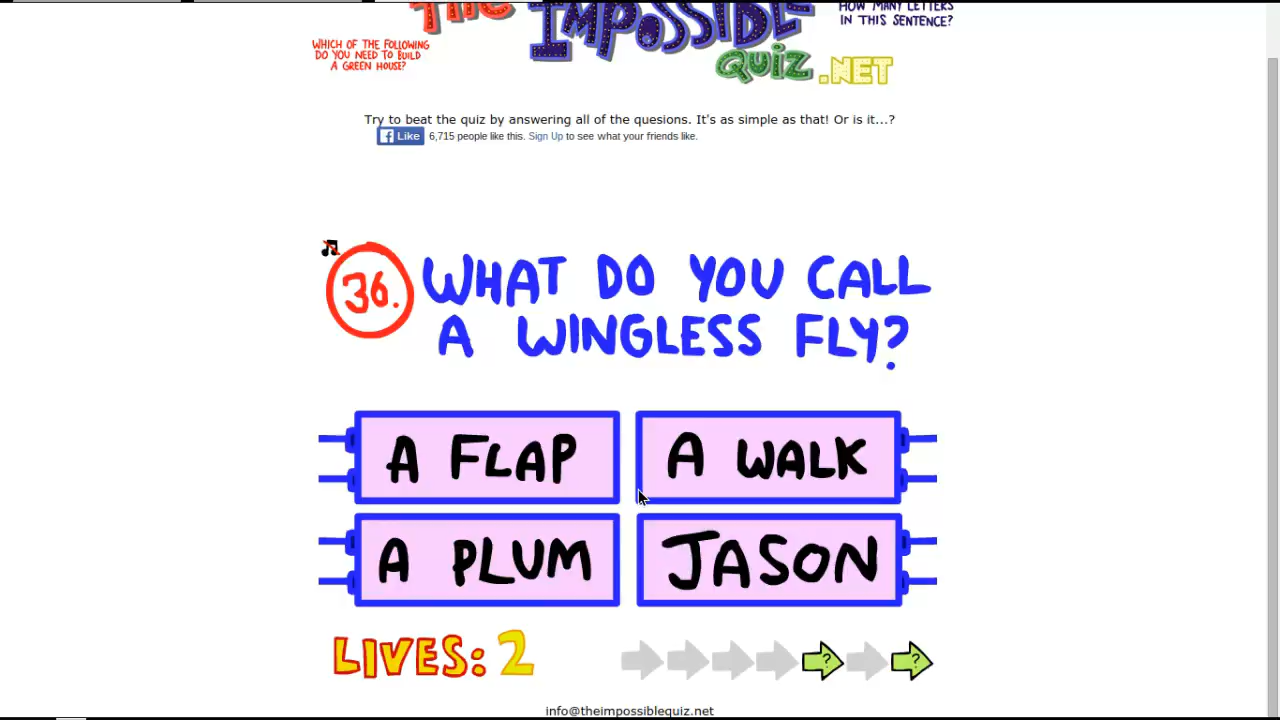 THE IMPOSSIBLE
QUIZ .NET
HOW MANY LETTERS
IN THIS SENTENCE?
WHICH OF THE FOLLOWING
DO YOU NEED TO BUILD
A GREEN HOUSE?
Try to beat the quiz by answering all of the quesions. It's as simple as that! Or is it...?
Like 6,715 people like this. Sign Up to see what your friends like.
36. WHAT DO YOU CALL
A WINGLESS FLY?
A FLAP
A WALK
A PLUM
JASON
LIVES: 2
? ?
info@theimpossiblequiz.net